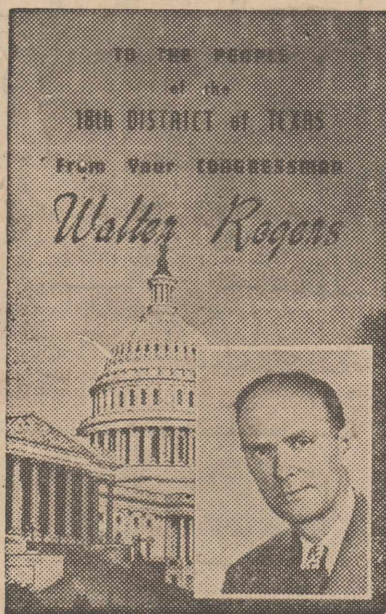 TO THE PEOPLE
of the
18th DISTRICT of TEXAS
From Your CONGRESSMAN
Walter Rogers